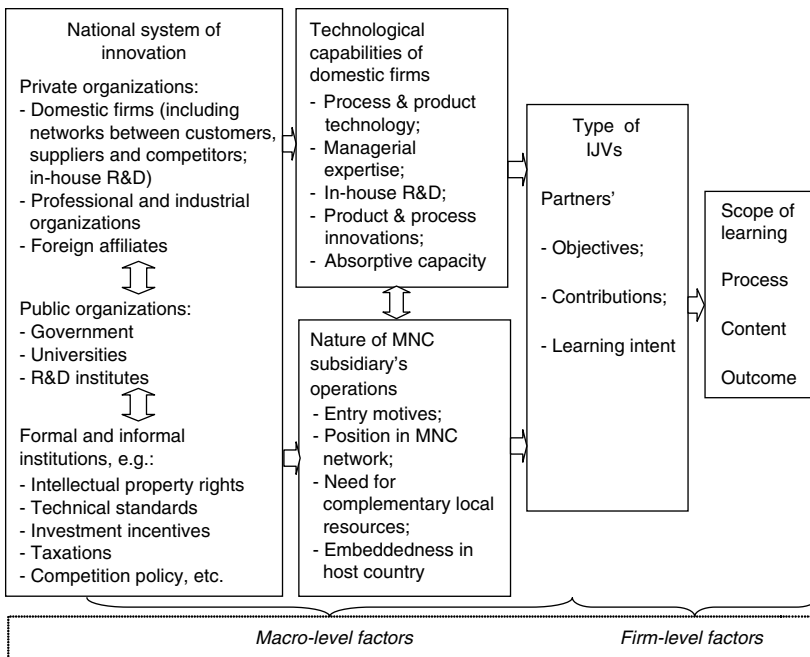 National system of
innovation
Private organizations:
- Domestic firms (including
networks between customers,
suppliers and competitors;
in-house R&D)
- Professional and industrial
organizations
- Foreign affiliates
Public organizations:
- Government
- Universities
- R&D institutes
Formal and informal
institutions, e.g.:
- Intellectual property rights
- Technical standards
- Investment incentives
- Taxations
- Competition policy, etc.
Technological
capabilities of
domestic firms
- Process & product
technology;
- Managerial
expertise;
- In-house R&D;
- Product & process
innovations;
- Absorptive capacity
Nature of MNC
subsidiary's
operations
- Entry motives;
- Position in MNC
network;
- Need for
complementary local
resources;
- Embeddedness in
host country
Type of
IJVs
Partners'
- Objectives;
- Contributions;
- Learning intent
Scope of
learning
Process
Content
Outcome
Macro-level factors
Firm-level factors